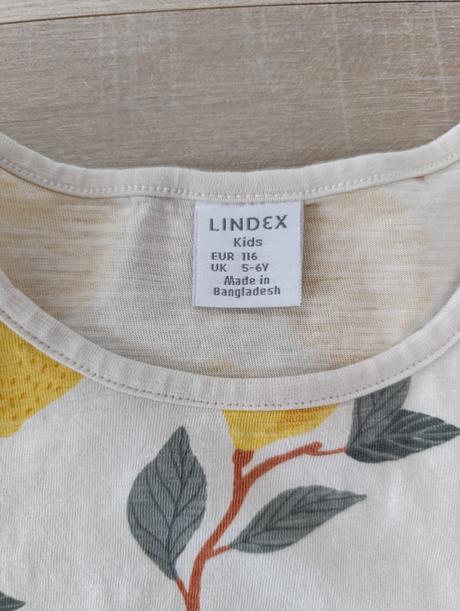 LINDEX
Kids
EUR 116
UK 5-6Y
Made in
Bangladesh